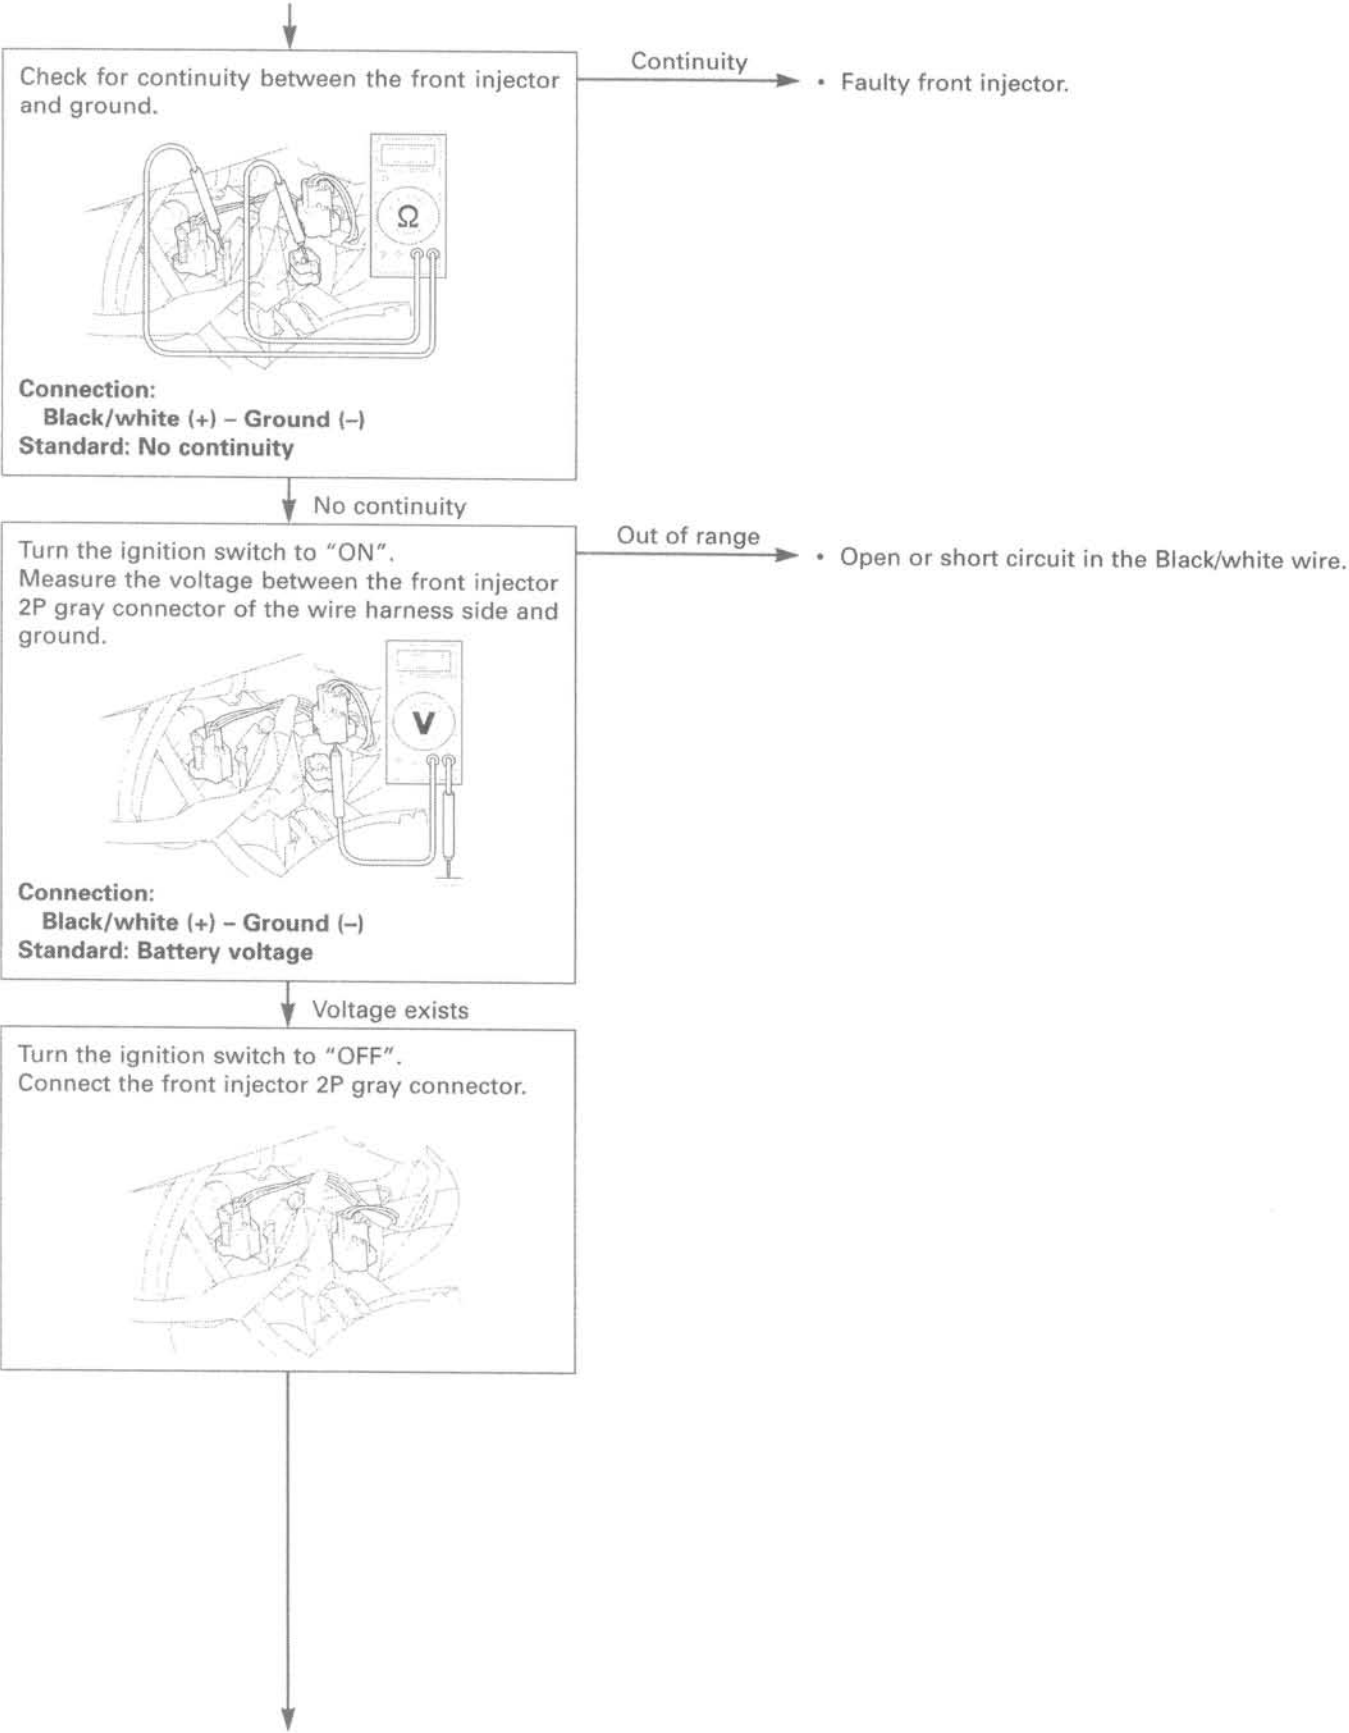 Check for continuity between the front injector
and ground.
Continuity
• Faulty front injector.
Ω
Connection:
Black/white (+) – Ground (–)
Standard: No continuity
No continuity
Turn the ignition switch to “ON”.
Measure the voltage between the front injector
2P gray connector of the wire harness side and
ground.
Out of range
• Open or short circuit in the Black/white wire.
V
Connection:
Black/white (+) – Ground (–)
Standard: Battery voltage
Voltage exists
Turn the ignition switch to “OFF”.
Connect the front injector 2P gray connector.